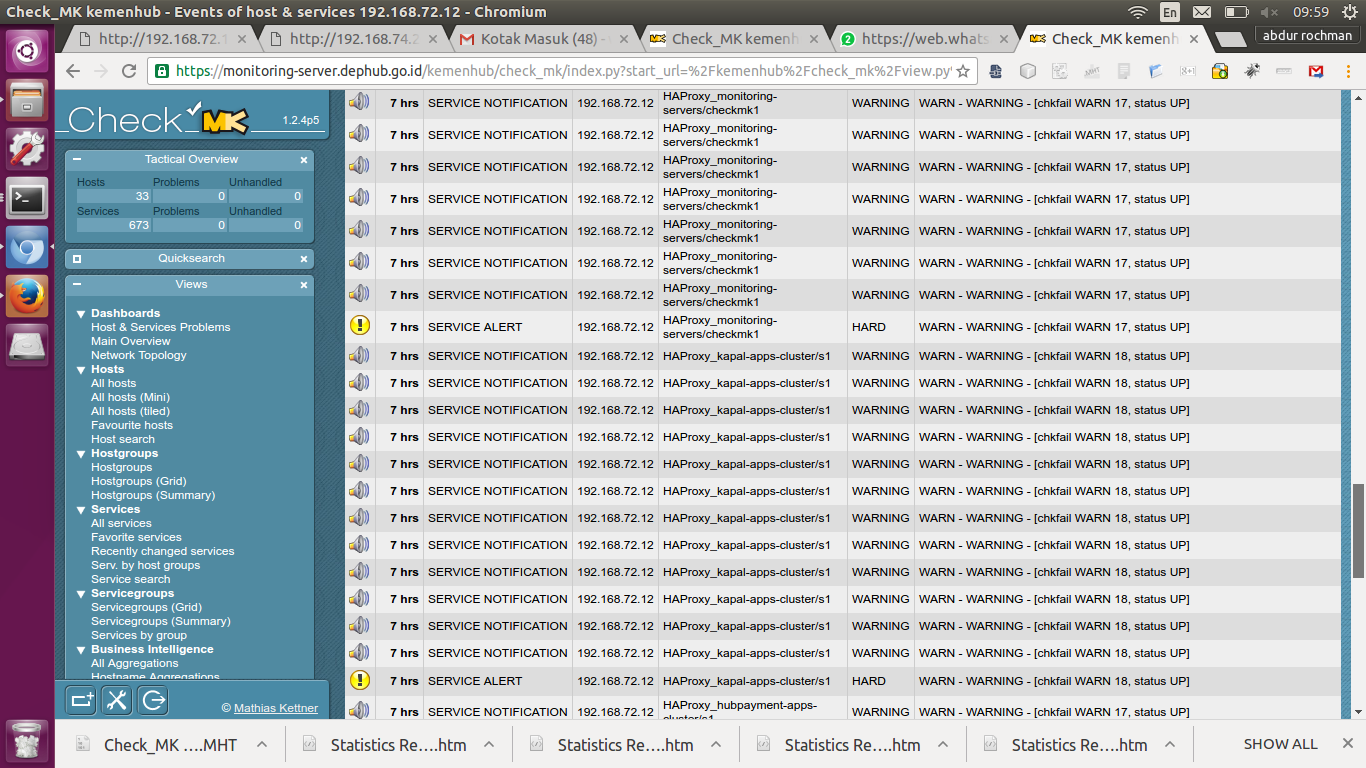 Check_MK kemenhub - Events of host & services 192.168.72.12 - Chromium
En
09:59
http://192.168.72.1
http://192.168.74.2
Kotak Masuk (48) -
Check_MK kemenh
2
https://web.whats
Check_MK kemenh
abdur rochman
https://monitoring-server.dephub.go.id/kemenhub/check_mk/index.py?start_url=%2Fkemenhub%2Fcheck_mk%2Fview.py
Check MK
1.2.4p5
Tactical Overview
Hosts Problems Unhandled
33 0 0
Services Problems Unhandled
673 0 0
Quicksearch
Views
Dashboards
Host & Services Problems
Main Overview
Network Topology
Hosts
All hosts
All hosts (Mini)
All hosts (tiled)
Favourite hosts
Host search
Hostgroups
Hostgroups
Hostgroups (Grid)
Hostgroups (Summary)
Services
All services
Favorite services
Recently changed services
Serv. by host groups
Service search
Servicegroups
Servicegroups (Grid)
Servicegroups (Summary)
Services by group
Business Intelligence
All Aggregations
Hostname Aggregations
© Mathias Kettner
7 hrs SERVICE NOTIFICATION 192.168.72.12 HAProxy_monitoring-
servers/checkmk1 WARNING WARN - WARNING - [chkfail WARN 17, status UP]
7 hrs SERVICE NOTIFICATION 192.168.72.12 HAProxy_monitoring-
servers/checkmk1 WARNING WARN - WARNING - [chkfail WARN 17, status UP]
7 hrs SERVICE NOTIFICATION 192.168.72.12 HAProxy_monitoring-
servers/checkmk1 WARNING WARN - WARNING - [chkfail WARN 17, status UP]
7 hrs SERVICE NOTIFICATION 192.168.72.12 HAProxy_monitoring-
servers/checkmk1 WARNING WARN - WARNING - [chkfail WARN 17, status UP]
7 hrs SERVICE NOTIFICATION 192.168.72.12 HAProxy_monitoring-
servers/checkmk1 WARNING WARN - WARNING - [chkfail WARN 17, status UP]
7 hrs SERVICE NOTIFICATION 192.168.72.12 HAProxy_monitoring-
servers/checkmk1 WARNING WARN - WARNING - [chkfail WARN 17, status UP]
7 hrs SERVICE NOTIFICATION 192.168.72.12 HAProxy_monitoring-
servers/checkmk1 WARNING WARN - WARNING - [chkfail WARN 17, status UP]
7 hrs SERVICE ALERT 192.168.72.12 HAProxy_monitoring-
servers/checkmk1 HARD WARN - WARNING - [chkfail WARN 17, status UP]
7 hrs SERVICE NOTIFICATION 192.168.72.12 HAProxy_kapal-apps-cluster/s1 WARNING WARN - WARNING - [chkfail WARN 18, status UP]
7 hrs SERVICE NOTIFICATION 192.168.72.12 HAProxy_kapal-apps-cluster/s1 WARNING WARN - WARNING - [chkfail WARN 18, status UP]
7 hrs SERVICE NOTIFICATION 192.168.72.12 HAProxy_kapal-apps-cluster/s1 WARNING WARN - WARNING - [chkfail WARN 18, status UP]
7 hrs SERVICE NOTIFICATION 192.168.72.12 HAProxy_kapal-apps-cluster/s1 WARNING WARN - WARNING - [chkfail WARN 18, status UP]
7 hrs SERVICE NOTIFICATION 192.168.72.12 HAProxy_kapal-apps-cluster/s1 WARNING WARN - WARNING - [chkfail WARN 18, status UP]
7 hrs SERVICE NOTIFICATION 192.168.72.12 HAProxy_kapal-apps-cluster/s1 WARNING WARN - WARNING - [chkfail WARN 18, status UP]
7 hrs SERVICE NOTIFICATION 192.168.72.12 HAProxy_kapal-apps-cluster/s1 WARNING WARN - WARNING - [chkfail WARN 18, status UP]
7 hrs SERVICE NOTIFICATION 192.168.72.12 HAProxy_kapal-apps-cluster/s1 WARNING WARN - WARNING - [chkfail WARN 18, status UP]
7 hrs SERVICE NOTIFICATION 192.168.72.12 HAProxy_kapal-apps-cluster/s1 WARNING WARN - WARNING - [chkfail WARN 18, status UP]
7 hrs SERVICE NOTIFICATION 192.168.72.12 HAProxy_kapal-apps-cluster/s1 WARNING WARN - WARNING - [chkfail WARN 18, status UP]
7 hrs SERVICE NOTIFICATION 192.168.72.12 HAProxy_kapal-apps-cluster/s1 WARNING WARN - WARNING - [chkfail WARN 18, status UP]
7 hrs SERVICE NOTIFICATION 192.168.72.12 HAProxy_kapal-apps-cluster/s1 WARNING WARN - WARNING - [chkfail WARN 18, status UP]
7 hrs SERVICE ALERT 192.168.72.12 HAProxy_kapal-apps-cluster/s1 HARD WARN - WARNING - [chkfail WARN 18, status UP]
7 hrs SERVICE NOTIFICATION 192.168.72.12 HAProxy_hubpayment-apps-
cluster/s1 WARNING WARN - WARNING - [chkfail WARN 17, status UP]
Check_MK ....MHT
Statistics Re....htm
Statistics Re....htm
Statistics Re....htm
Statistics Re....htm
SHOW ALL